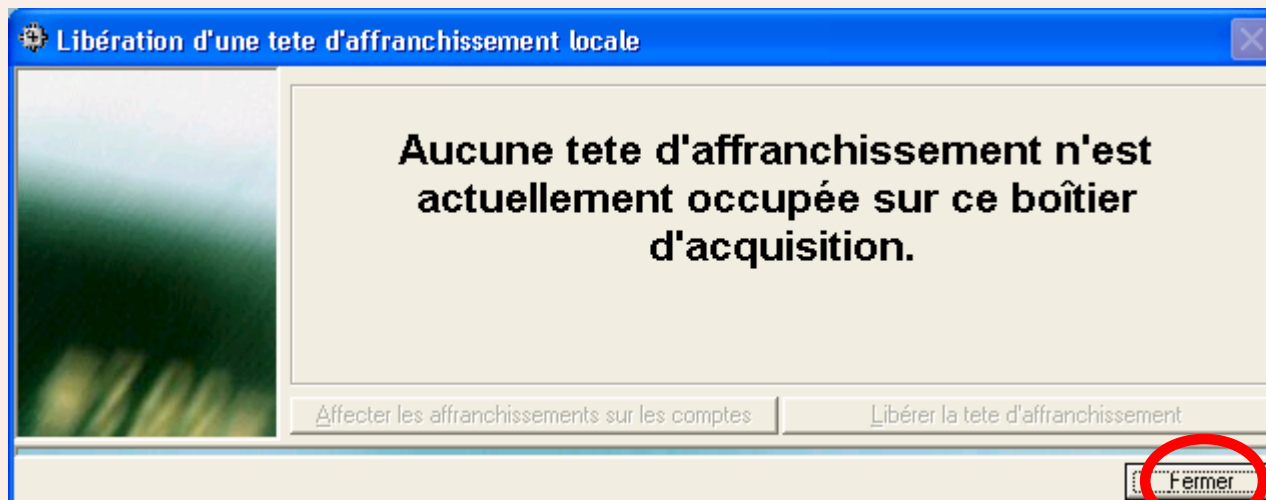 Libération d'une tete d'affranchissement locale
Aucune tete d'affranchissement n'est
actuellement occupée sur ce boîtier
d'acquisition.
Affecter les affranchissements sur les comptes
Libérer la tete d'affranchissement
Fermer